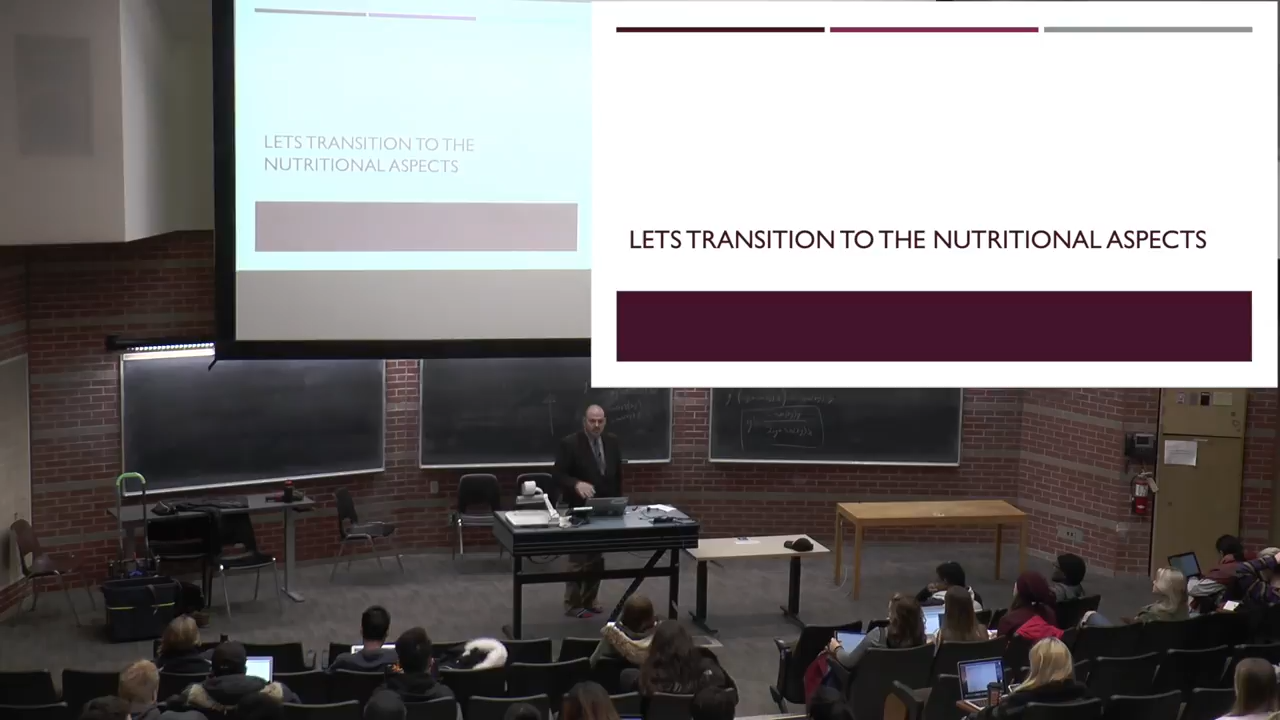 LETS TRANSITION TO THE
NUTRITIONAL ASPECTS
LETS TRANSITION TO THE NUTRITIONAL ASPECTS